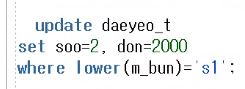 update daeyeo_t
set soo=2, don=2000
where lower(m_bun)='s1';